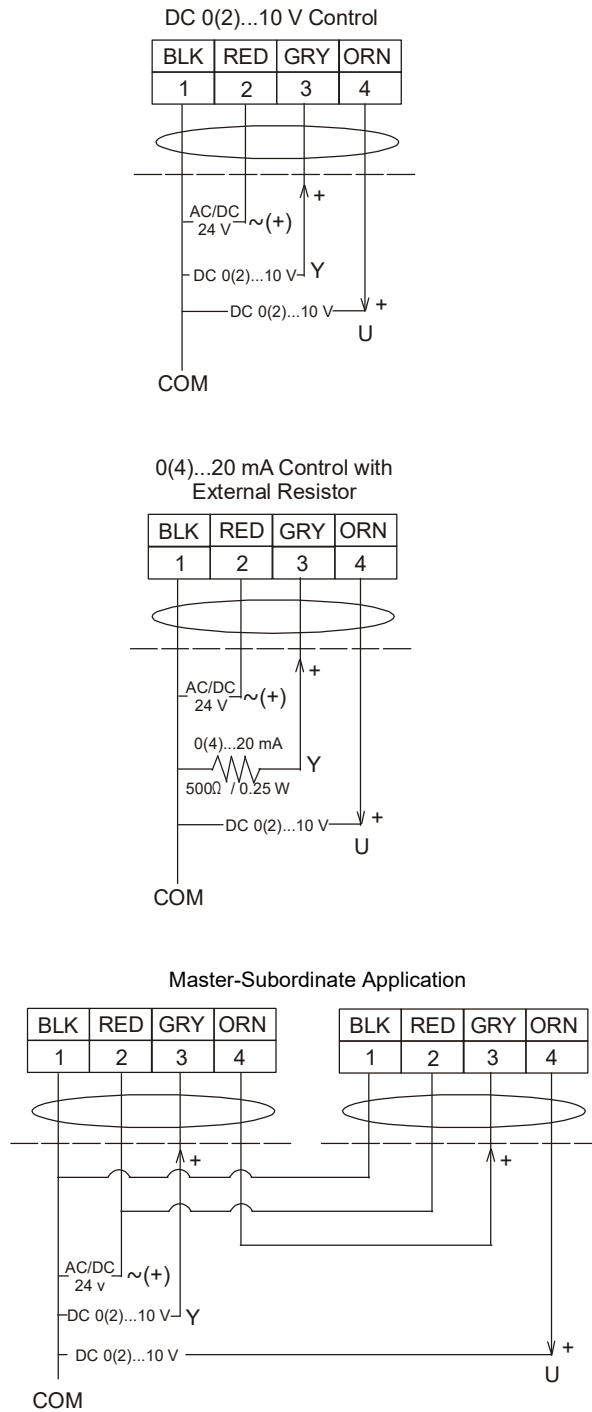 DC 0(2)...10 V Control
BLK RED GRY ORN
1 2 3 4
+
AC/DC
24 V ~(+)
DC 0(2)...10 V Y
DC 0(2)...10 V +
U
COM
0(4)...20 mA Control with
External Resistor
BLK RED GRY ORN
1 2 3 4
+
AC/DC
24 V ~(+)
0(4)...20 mA
Y
500Ω / 0.25 W
DC 0(2)...10 V +
U
COM
Master-Subordinate Application
BLK RED GRY ORN BLK RED GRY ORN
1 2 3 4 1 2 3 4
+ +
AC/DC
24 v ~(+)
DC 0(2)...10 V Y
DC 0(2)...10 V +
U
COM